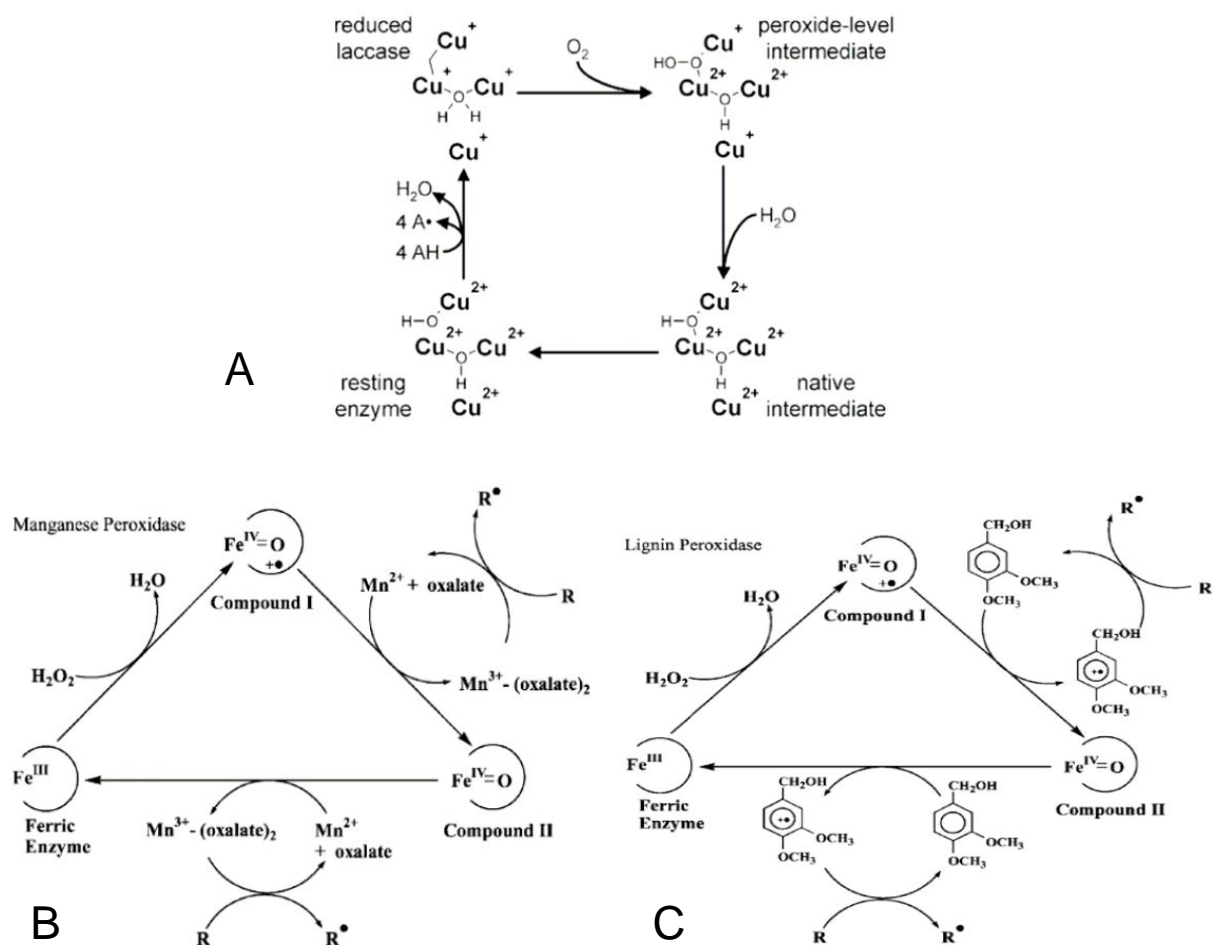 reduced
laccase
Cu+
Cu+ O Cu+
H H
Cu+
O2
peroxide-level
intermediate
Cu+
HO-O
Cu2+ O Cu2+
H
Cu+
H2O
4 A•
4 AH
H2O
Cu2+
H-O
Cu2+ O Cu2+
H
Cu2+
resting
enzyme
Cu2+
H-O
Cu2+ O Cu2+
H
Cu2+
native
intermediate
A
Manganese Peroxidase
FeIV=O
+•
Compound I
H2O
H2O2
R•
Mn2+ + oxalate
R
Mn3+-(oxalate)2
FeIII
Ferric
Enzyme
FeIV=O
Compound II
Mn3+-(oxalate)2
Mn2+
+ oxalate
R
R•
B
Lignin Peroxidase
FeIV=O
+•
Compound I
H2O
H2O2
CH2OH
OCH3
OCH3
R•
R
CH2OH
+•
OCH3
OCH3
FeIII
Ferric
Enzyme
FeIV=O
Compound II
CH2OH
+•
OCH3
OCH3
CH2OH
OCH3
OCH3
R
R•
C